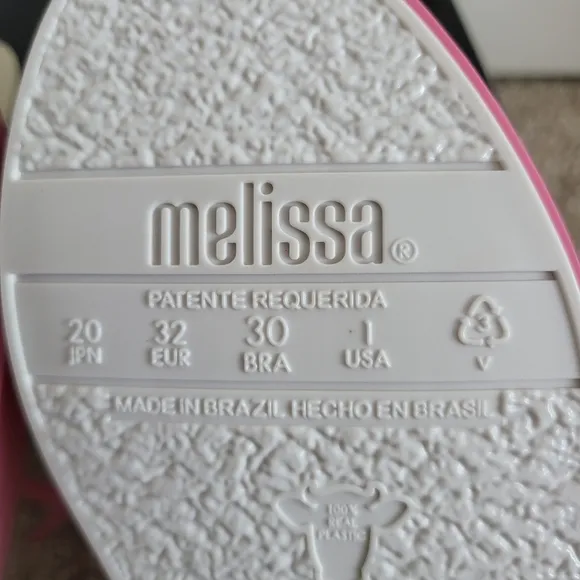 melissa®
PATENTE REQUERIDA
20 32 30 1 3
JPN EUR BRA USA V
MADE IN BRAZIL HECHO EN BRASIL
100%
REAL
PLASTIC